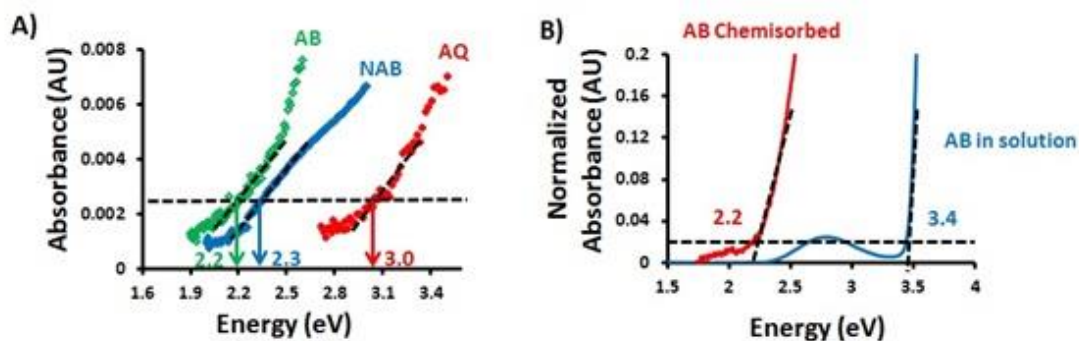 A)
AB
NAB
AQ
Absorbance (AU)
0.008
0.006
0.004
0.002
0
2.2
2.3
3.0
1.6
2.2
2.5
2.8
3.1
3.4
Energy (eV)
B)
AB Chemisorbed
Normalized
Absorbance (AU)
0.2
0.16
0.12
0.08
0.04
0
2.2
3.4
AB in solution
1.5
2
2.5
3
3.5
4
Energy (eV)